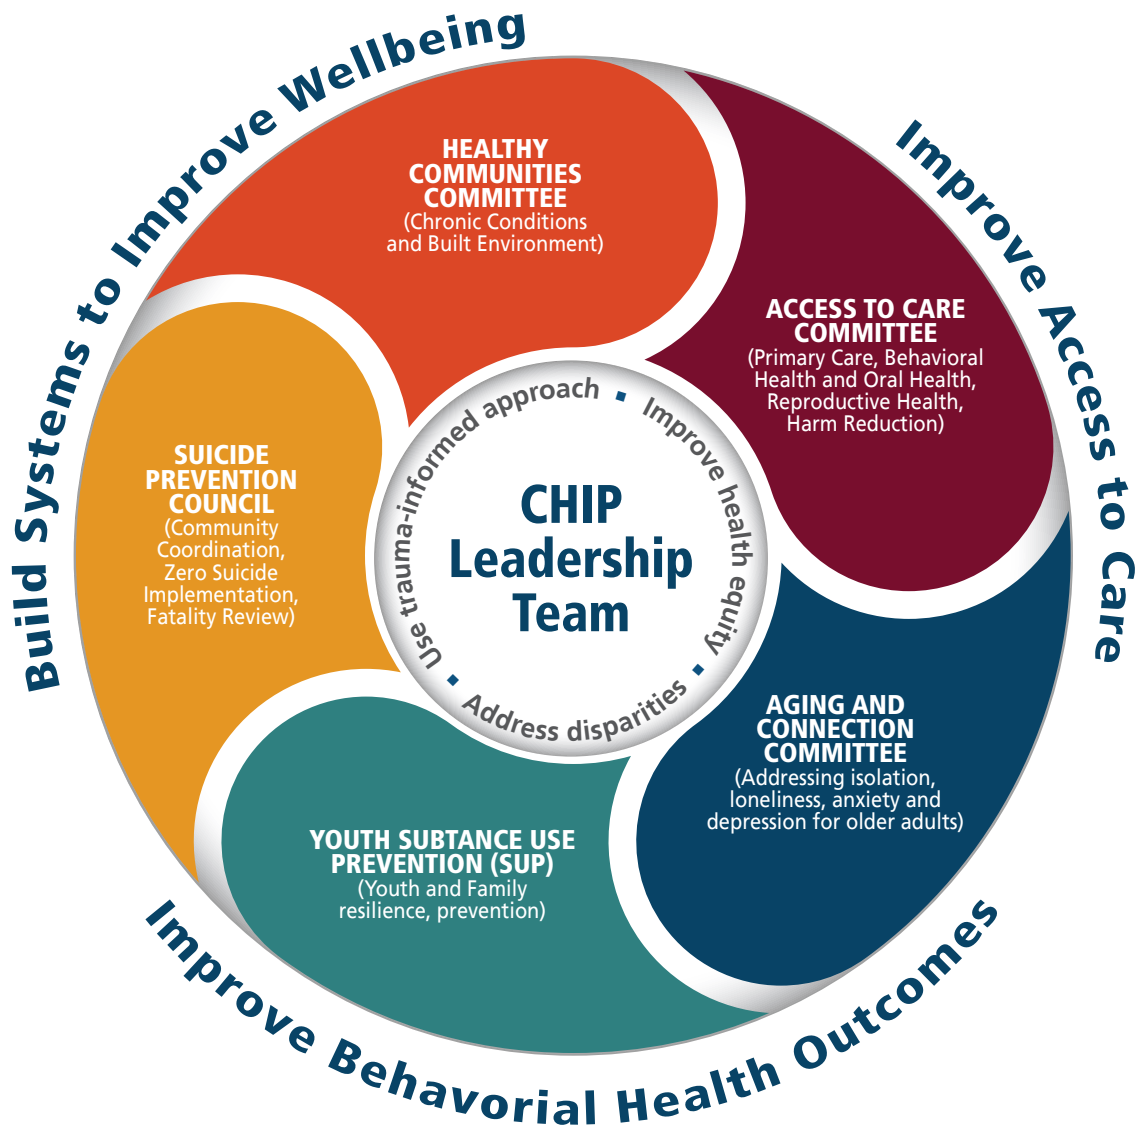 Build Systems to Improve Wellbeing
Improve Access to Care
Improve Behavorial Health Outcomes
HEALTHY
COMMUNITIES
COMMITTEE
(Chronic Conditions
and Built Environment)
ACCESS TO CARE
COMMITTEE
(Primary Care, Behavioral
Health and Oral Health,
Reproductive Health,
Harm Reduction)
AGING AND
CONNECTION
COMMITTEE
(Addressing isolation,
loneliness, anxiety and
depression for older adults)
YOUTH SUBTANCE USE
PREVENTION (SUP)
(Youth and Family
resilience, prevention)
SUICIDE
PREVENTION
COUNCIL
(Community
Coordination,
Zero Suicide
Implementation,
Fatality Review)
Use trauma-informed approach ▪ Improve health equity ▪ Address disparities ▪
CHIP
Leadership
Team